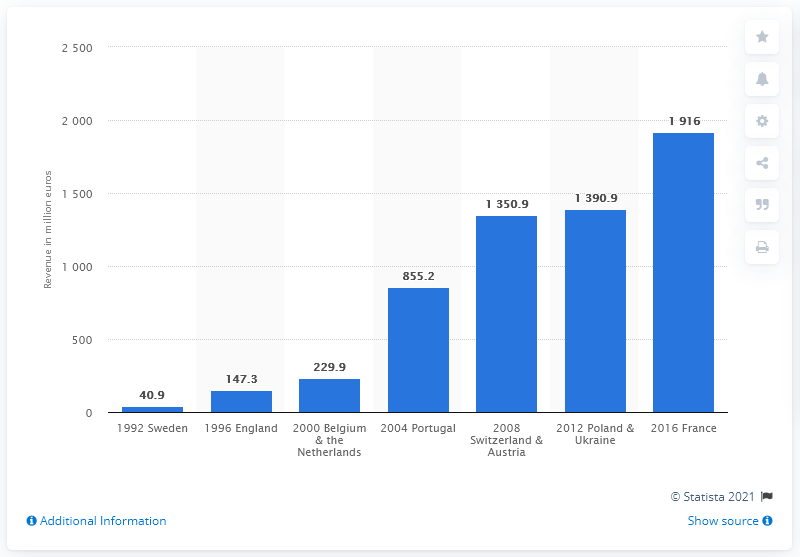 2 500
2 000
1 500
1 000
500
0
Revenue in million euros
40.9
147.3
229.9
855.2
1 350.9
1 390.9
1 916
1992 Sweden
1996 England
2000 Belgium
& the
Netherlands
2004 Portugal
2008
Switzerland &
Austria
2012 Poland &
Ukraine
2016 France
© Statista 2021
Additional Information
Show source